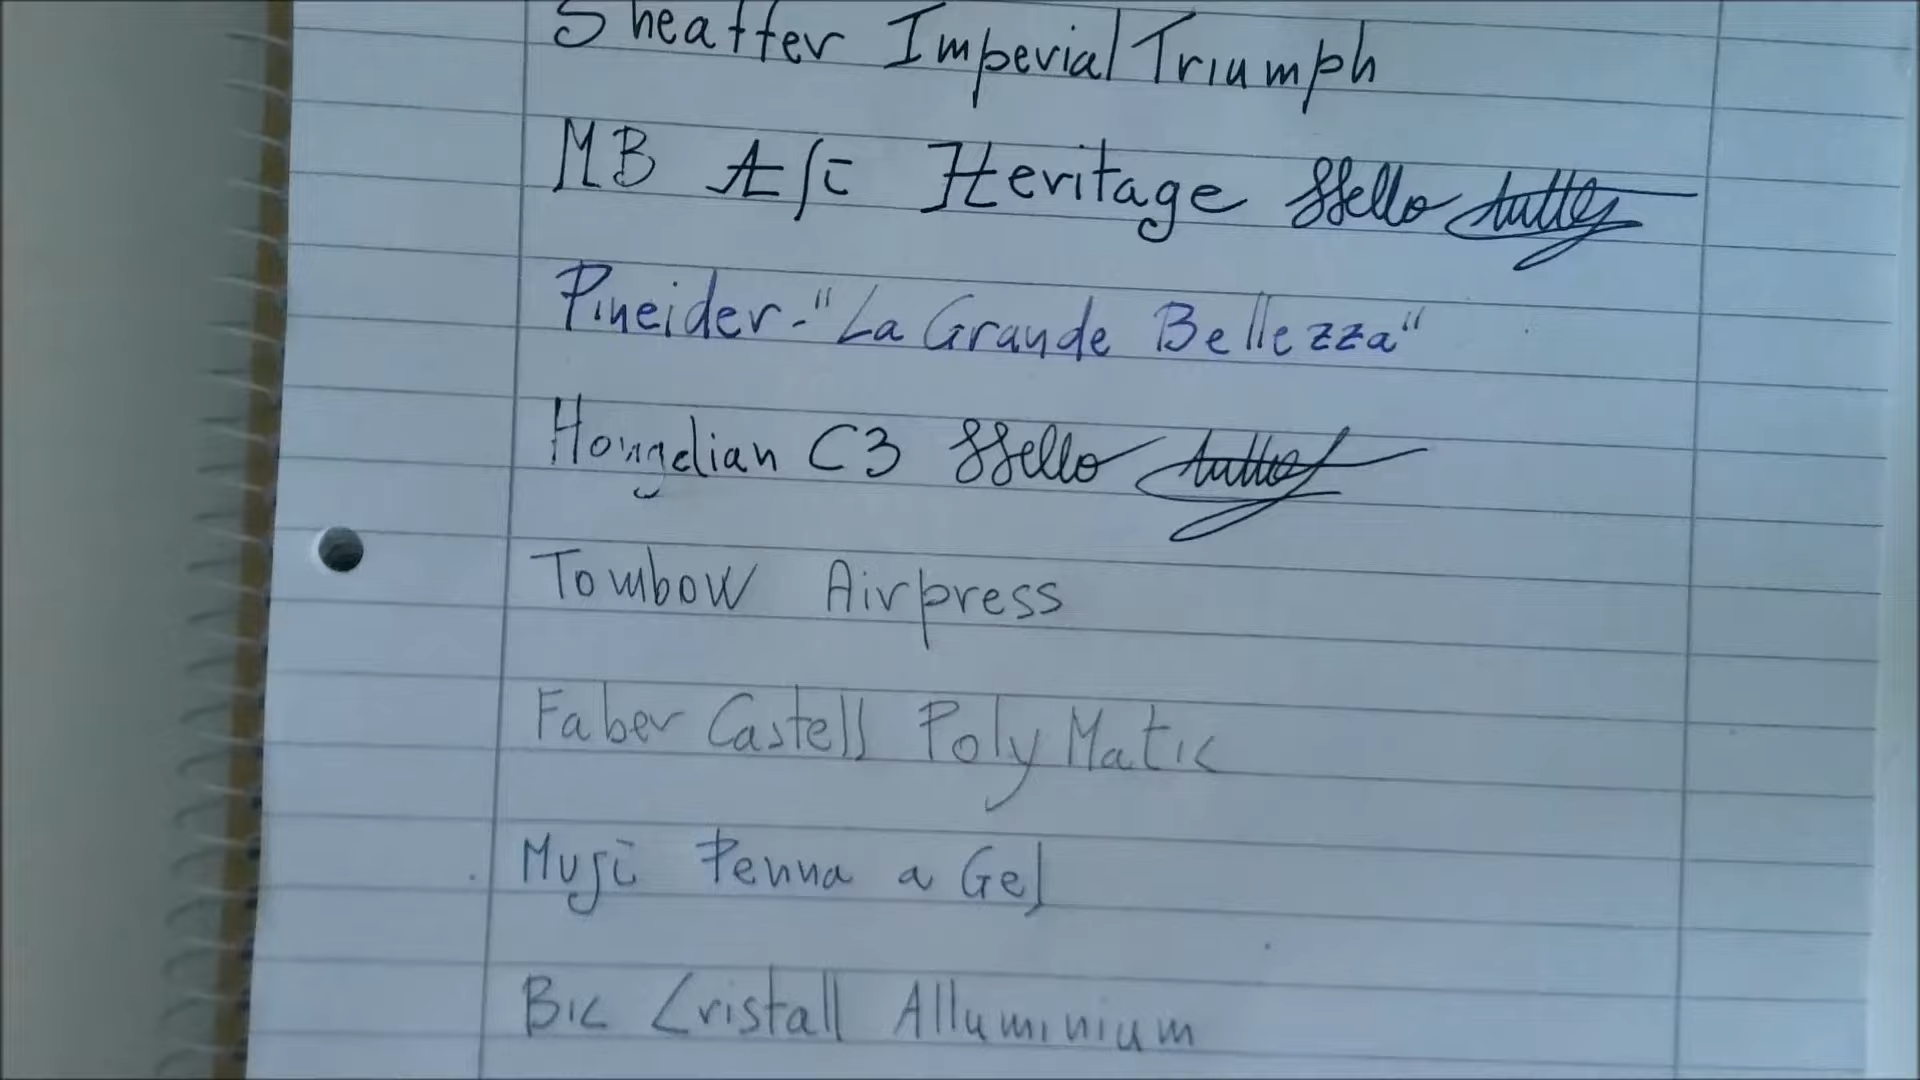 Sheaffer Imperial Triumph
MB Heritage Hello
Pineider - "La Grande Bellezza"
Hongdian C3 Hello
Tombow Airpress
Faber Castell Poly Matic
Muji Penna a Gel
Bic Cristall Alluminium